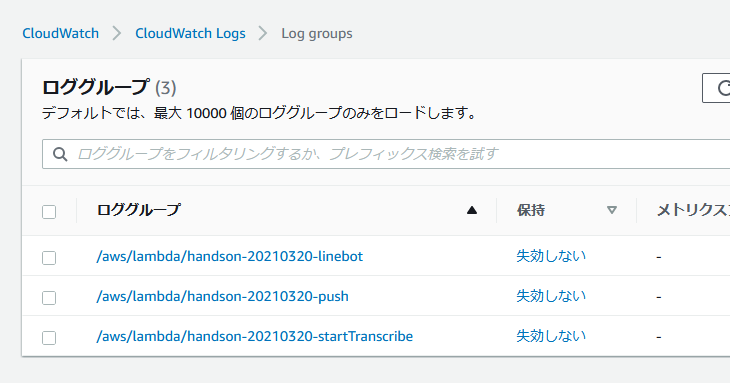 CloudWatch > CloudWatch Logs > Log groups
ロググループ (3)
デフォルトでは、最大 10000 個のロググループのみをロードします。
ロググループをフィルタリングするか、プレフィックス検索を試す
ロググループ 保持 メトリクス
/aws/lambda/handson-20210320-linebot 失効しない -
/aws/lambda/handson-20210320-push 失効しない -
/aws/lambda/handson-20210320-startTranscribe 失効しない -